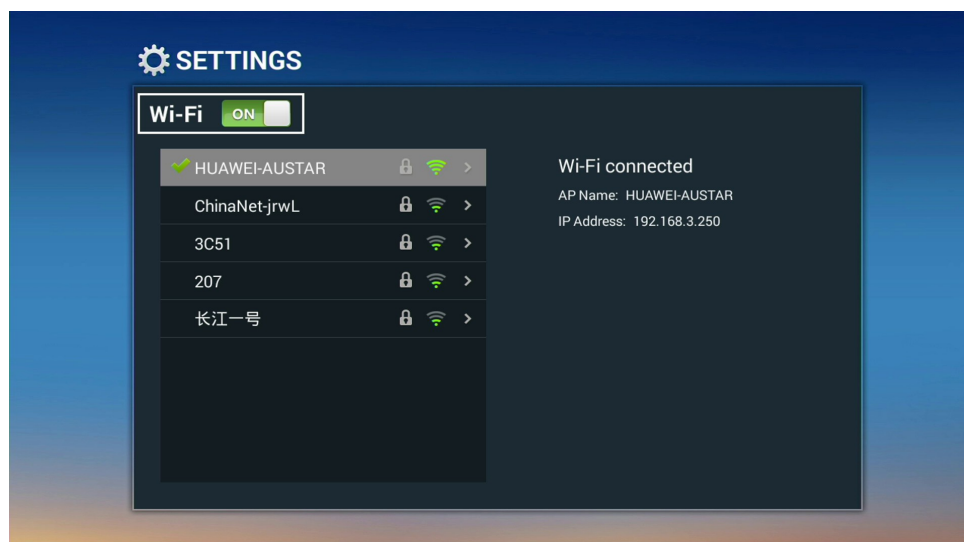 SETTINGS
Wi-Fi ON
HUAWEI-AUSTAR
ChinaNet-jrwL
3C51
207
长江一号
Wi-Fi connected
AP Name: HUAWEI-AUSTAR
IP Address: 192.168.3.250